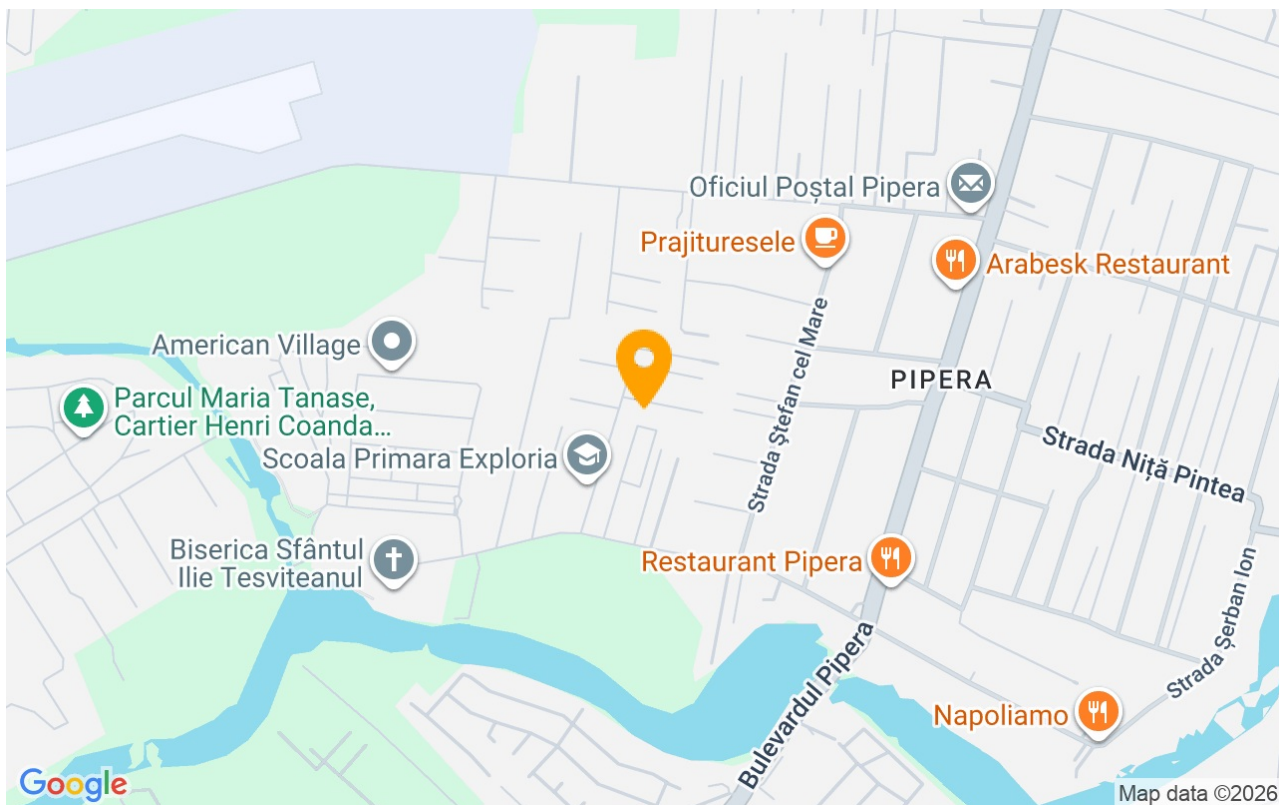 Oficiul Poștal Pipera
Prajituresele
Arabesk Restaurant
American Village
PIPERA
Parcul Maria Tanase,
Cartier Henri Coanda...
Strada Ștefan cel Mare
Strada Niță Pintea
Scoala Primara Exploria
Biserica Sfântul
Ilie Tesviteanul
Restaurant Pipera
Strada Șerban Ion
Bulevardul Pipera
Napoliamo
Google
Map data ©2026